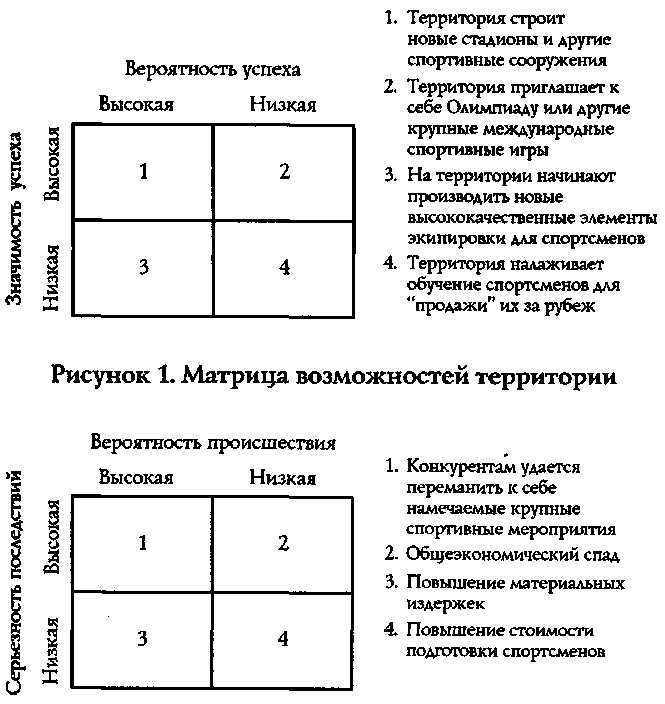 Вероятность успеха
Высокая Низкая
Значимость успеха
Высокая
Низкая
1 2
3 4
1. Территория строит
новые стадионы и другие
спортивные сооружения
2. Территория приглашает к
себе Олимпиаду или другие
крупные международные
спортивные игры
3. На территории начинают
производить новые
высококачественные элементы
экипировки для спортсменов
4. Территория налаживает
обучение спортсменов для
"продажи" их за рубеж
Рисунок 1. Матрица возможностей территории
Вероятность происшествия
Высокая Низкая
Серьезность последствий
Высокая
Низкая
1 2
3 4
1. Конкурентам удается
переманить к себе
намечаемые крупные
спортивные мероприятия
2. Общеэкономический спад
3. Повышение материальных
издержек
4. Повышение стоимости
подготовки спортсменов